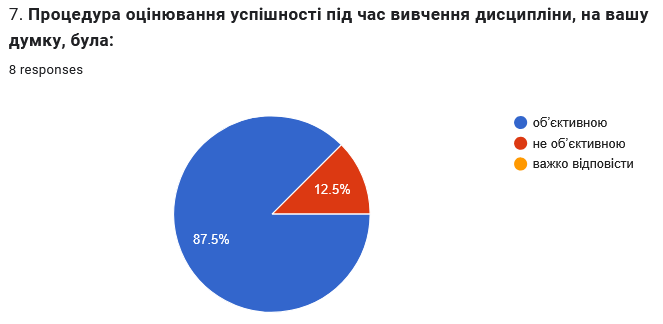 7. Процедура оцінювання успішності під час вивчення дисципліни, на вашу
думку, була:
8 responses
об’єктивною
не об’єктивною
важко відповісти
12.5%
87.5%